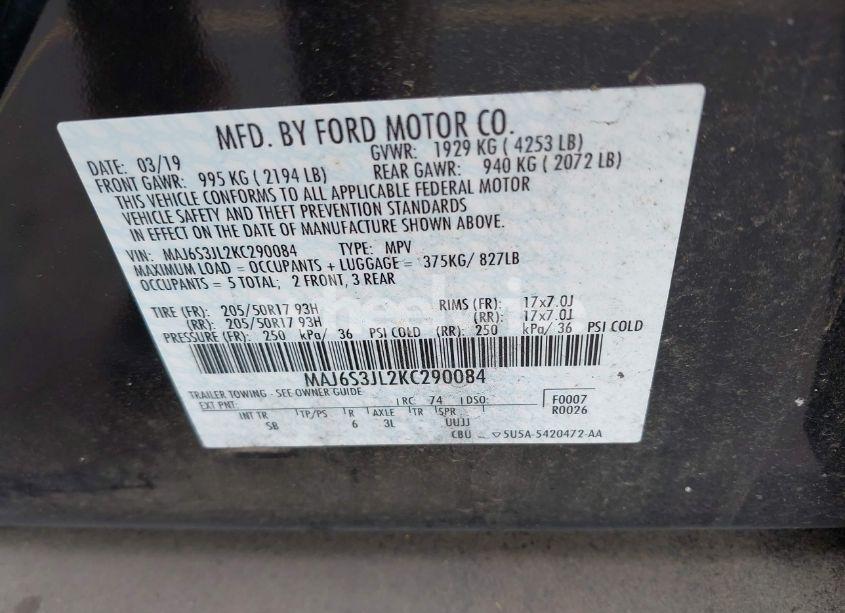 MFD. BY FORD MOTOR CO.
DATE: 03/19 GVWR: 1929 KG ( 4253 LB)
FRONT GAWR: 995 KG ( 2194 LB) REAR GAWR: 940 KG ( 2072 LB)
THIS VEHICLE CONFORMS TO ALL APPLICABLE FEDERAL MOTOR
VEHICLE SAFETY AND THEFT PREVENTION STANDARDS
IN EFFECT ON THE DATE OF MANUFACTURE SHOWN ABOVE.
VIN: MAJ6S3JL2KC290084 TYPE: MPV
MAXIMUM LOAD = OCCUPANTS + LUGGAGE = 375KG/ 827LB
OCCUPANTS = 5 TOTAL; 2 FRONT, 3 REAR
TIRE (FR): 205/50R17 93H RIMS (FR): 17x7.0J
(RR): 205/50R17 93H (RR): 17x7.0J
PRESSURE (FR): 250 kPa/ 36 PSI COLD (RR): 250 kPa/ 36 PSI COLD
MAJ6S3JL2KC290084
TRAILER TOWING - SEE OWNER GUIDE
EXT PNT: RC: 74 DSO: F0007
R0026
INT TR TP/PS R AXLE TR SPR
SB 6 3L UUJJ
CBU 5U5A-5420472-AA